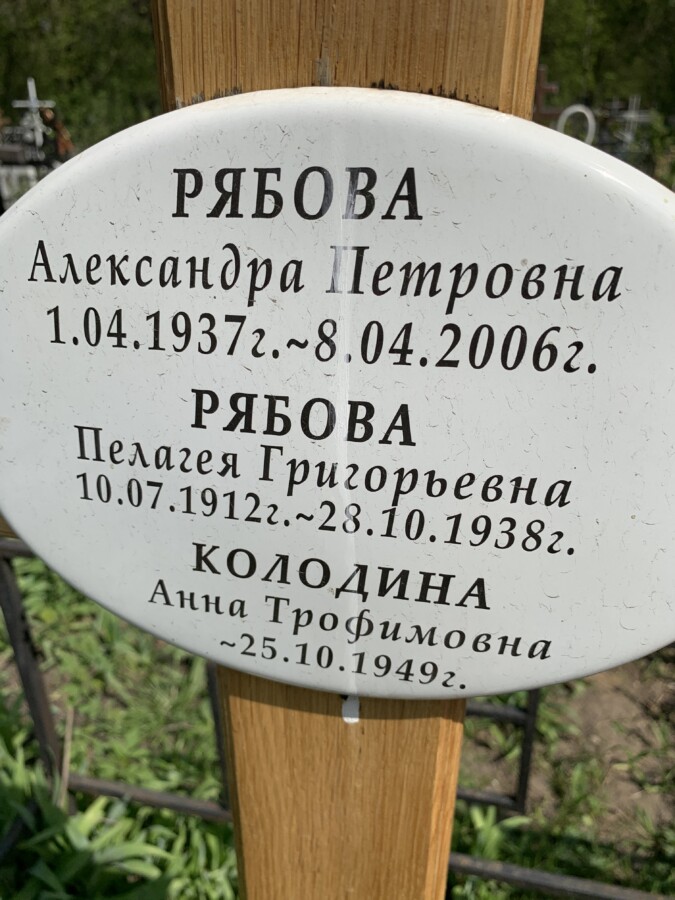 РЯБОВА
Александра Петровна
1.04.1937г.~8.04.2006г.
РЯБОВА
Пелагея Григорьевна
10.07.1912г.~28.10.1938г.
КОЛОДИНА
Анна Трофимовна
~25.10.1949г.